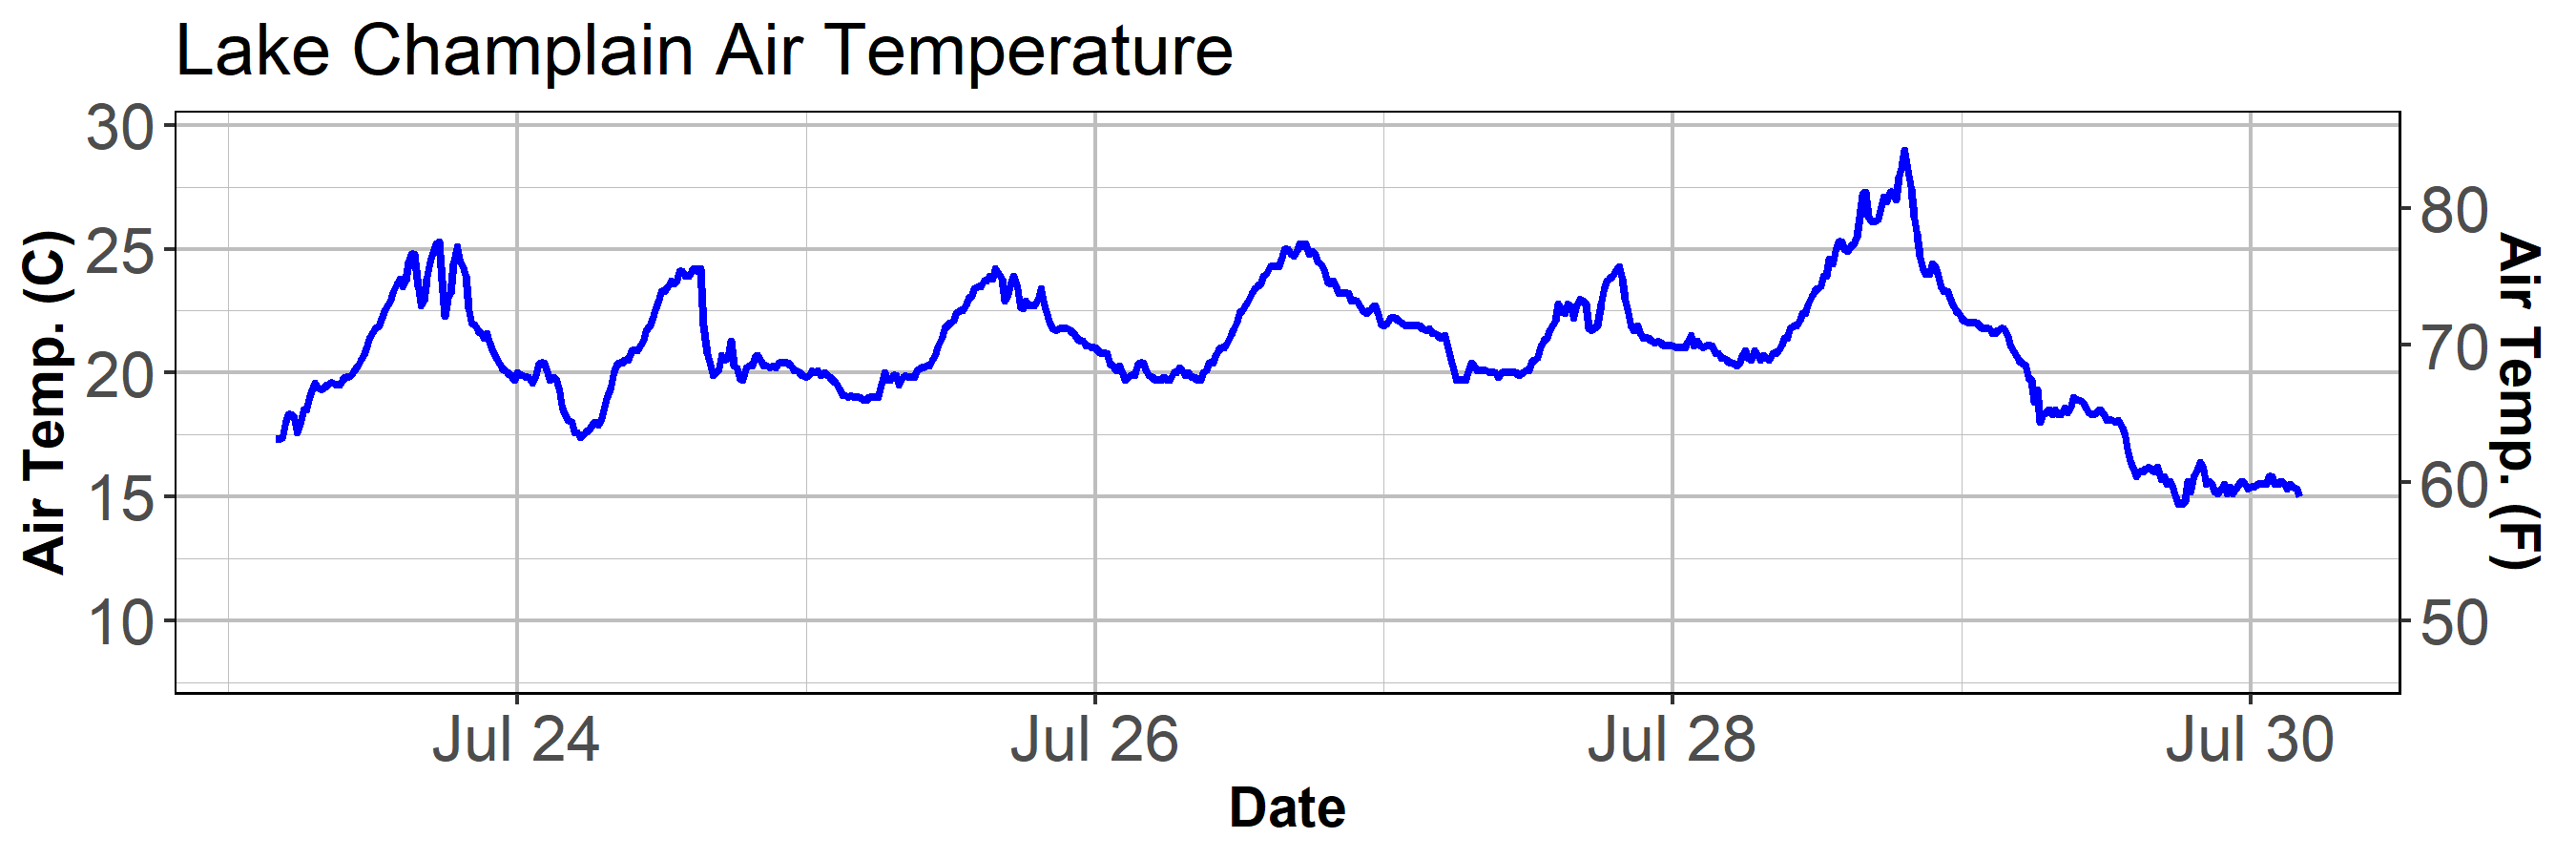 Lake Champlain Air Temperature
30
25
20
15
10
Air Temp. (C)
80
70
60
50
Air Temp. (F)
Jul 24 Jul 26 Jul 28 Jul 30
Date